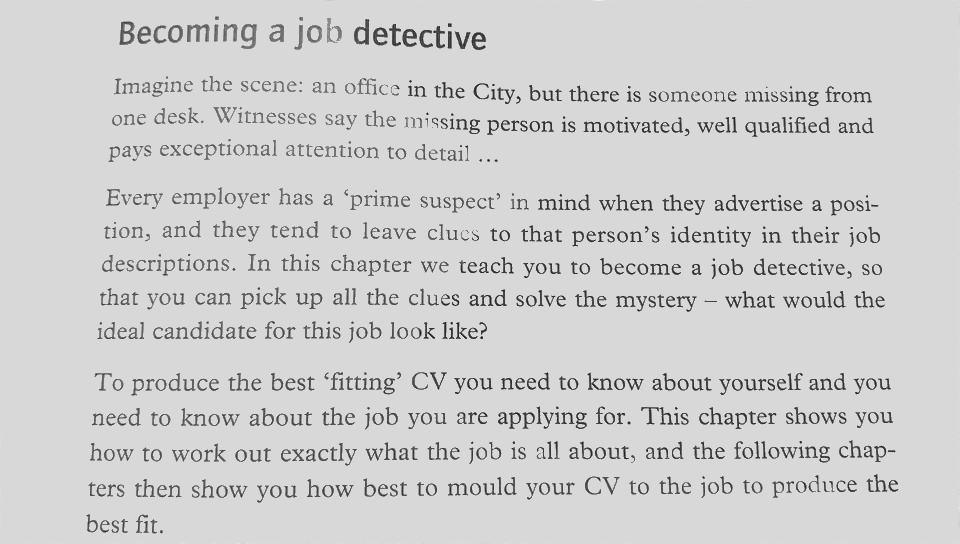 Becoming a job detective
Imagine the scene: an office in the City, but there is someone missing from
one desk. Witnesses say the missing person is motivated, well qualified and
pays exceptional attention to detail ...
Every employer has a ‘prime suspect’ in mind when they advertise a posi-
tion, and they tend to leave clues to that person’s identity in their job
descriptions. In this chapter we teach you to become a job detective, so
that you can pick up all the clues and solve the mystery – what would the
ideal candidate for this job look like?
To produce the best ‘fitting’ CV you need to know about yourself and you
need to know about the job you are applying for. This chapter shows you
how to work out exactly what the job is all about, and the following chap-
ters then show you how best to mould your CV to the job to produce the
best fit.